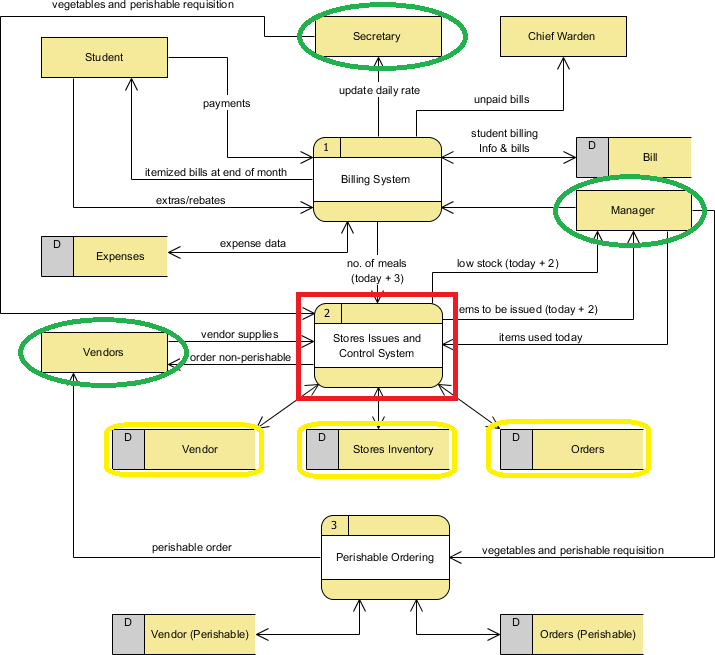 vegetables and perishable requisition
Secretary
Chief Warden
Student
update daily rate
payments
unpaid bills
1
student billing
Info & bills
D
Bill
itemized bills at end of month
Billing System
extras/rebates
Manager
D
Expenses
expense data
no. of meals
(today + 3)
low stock (today + 2)
2
ems to be issued (today + 2)
vendor supplies
Stores Issues and
Control System
items used today
Vendors
order non-perishable
D
Vendor
D
Stores Inventory
D
Orders
3
perishable order
Perishable Ordering
vegetables and perishable requisition
D
Vendor (Perishable)
D
Orders (Perishable)